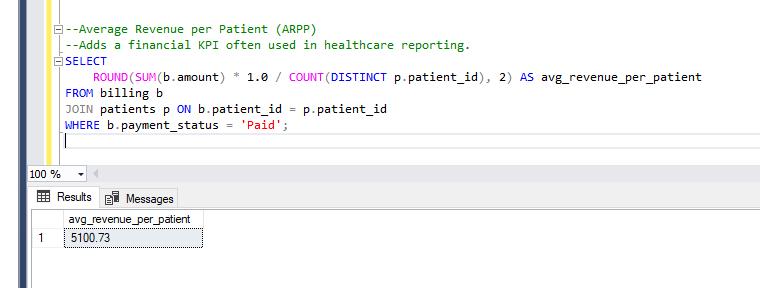 --Average Revenue per Patient (ARPP)
--Adds a financial KPI often used in healthcare reporting.
SELECT
    ROUND(SUM(b.amount) * 1.0 / COUNT(DISTINCT p.patient_id), 2) AS avg_revenue_per_patient
FROM billing b
JOIN patients p ON b.patient_id = p.patient_id
WHERE b.payment_status = 'Paid';
100 %
Results Messages
avg_revenue_per_patient
1 5100.73